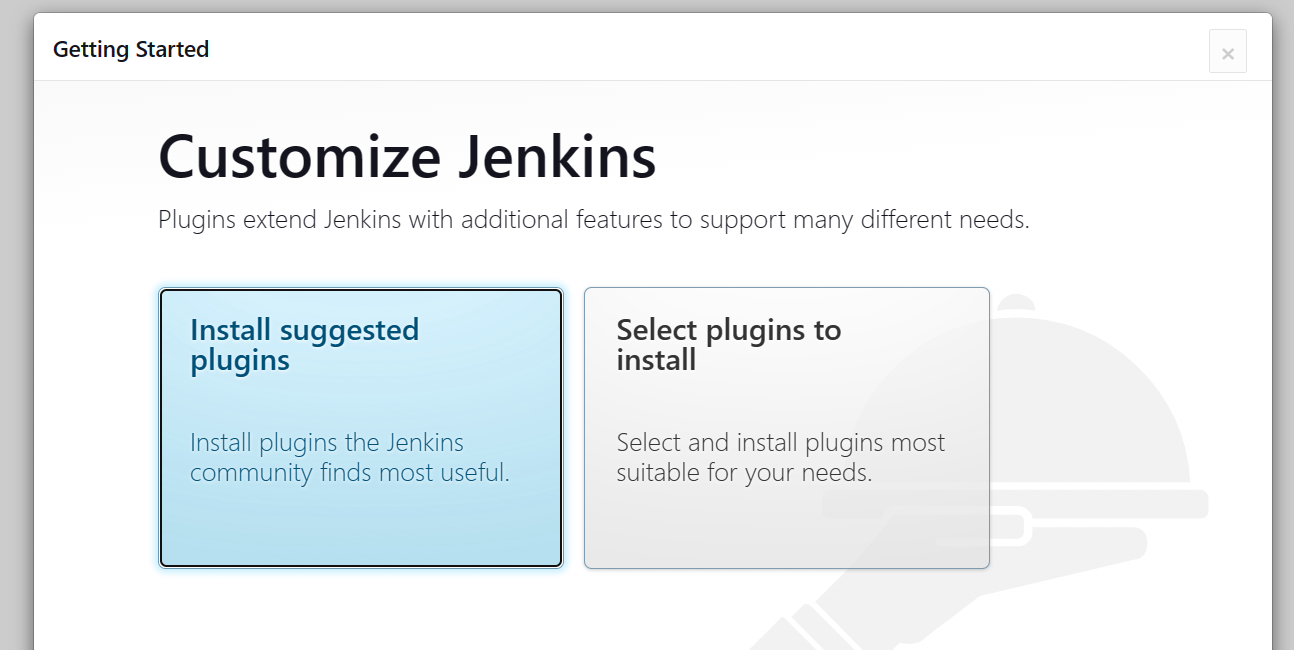 Getting Started
×
Customize Jenkins
Plugins extend Jenkins with additional features to support many different needs.
Install suggested
plugins
Install plugins the Jenkins
community finds most useful.
Select plugins to
install
Select and install plugins most
suitable for your needs.